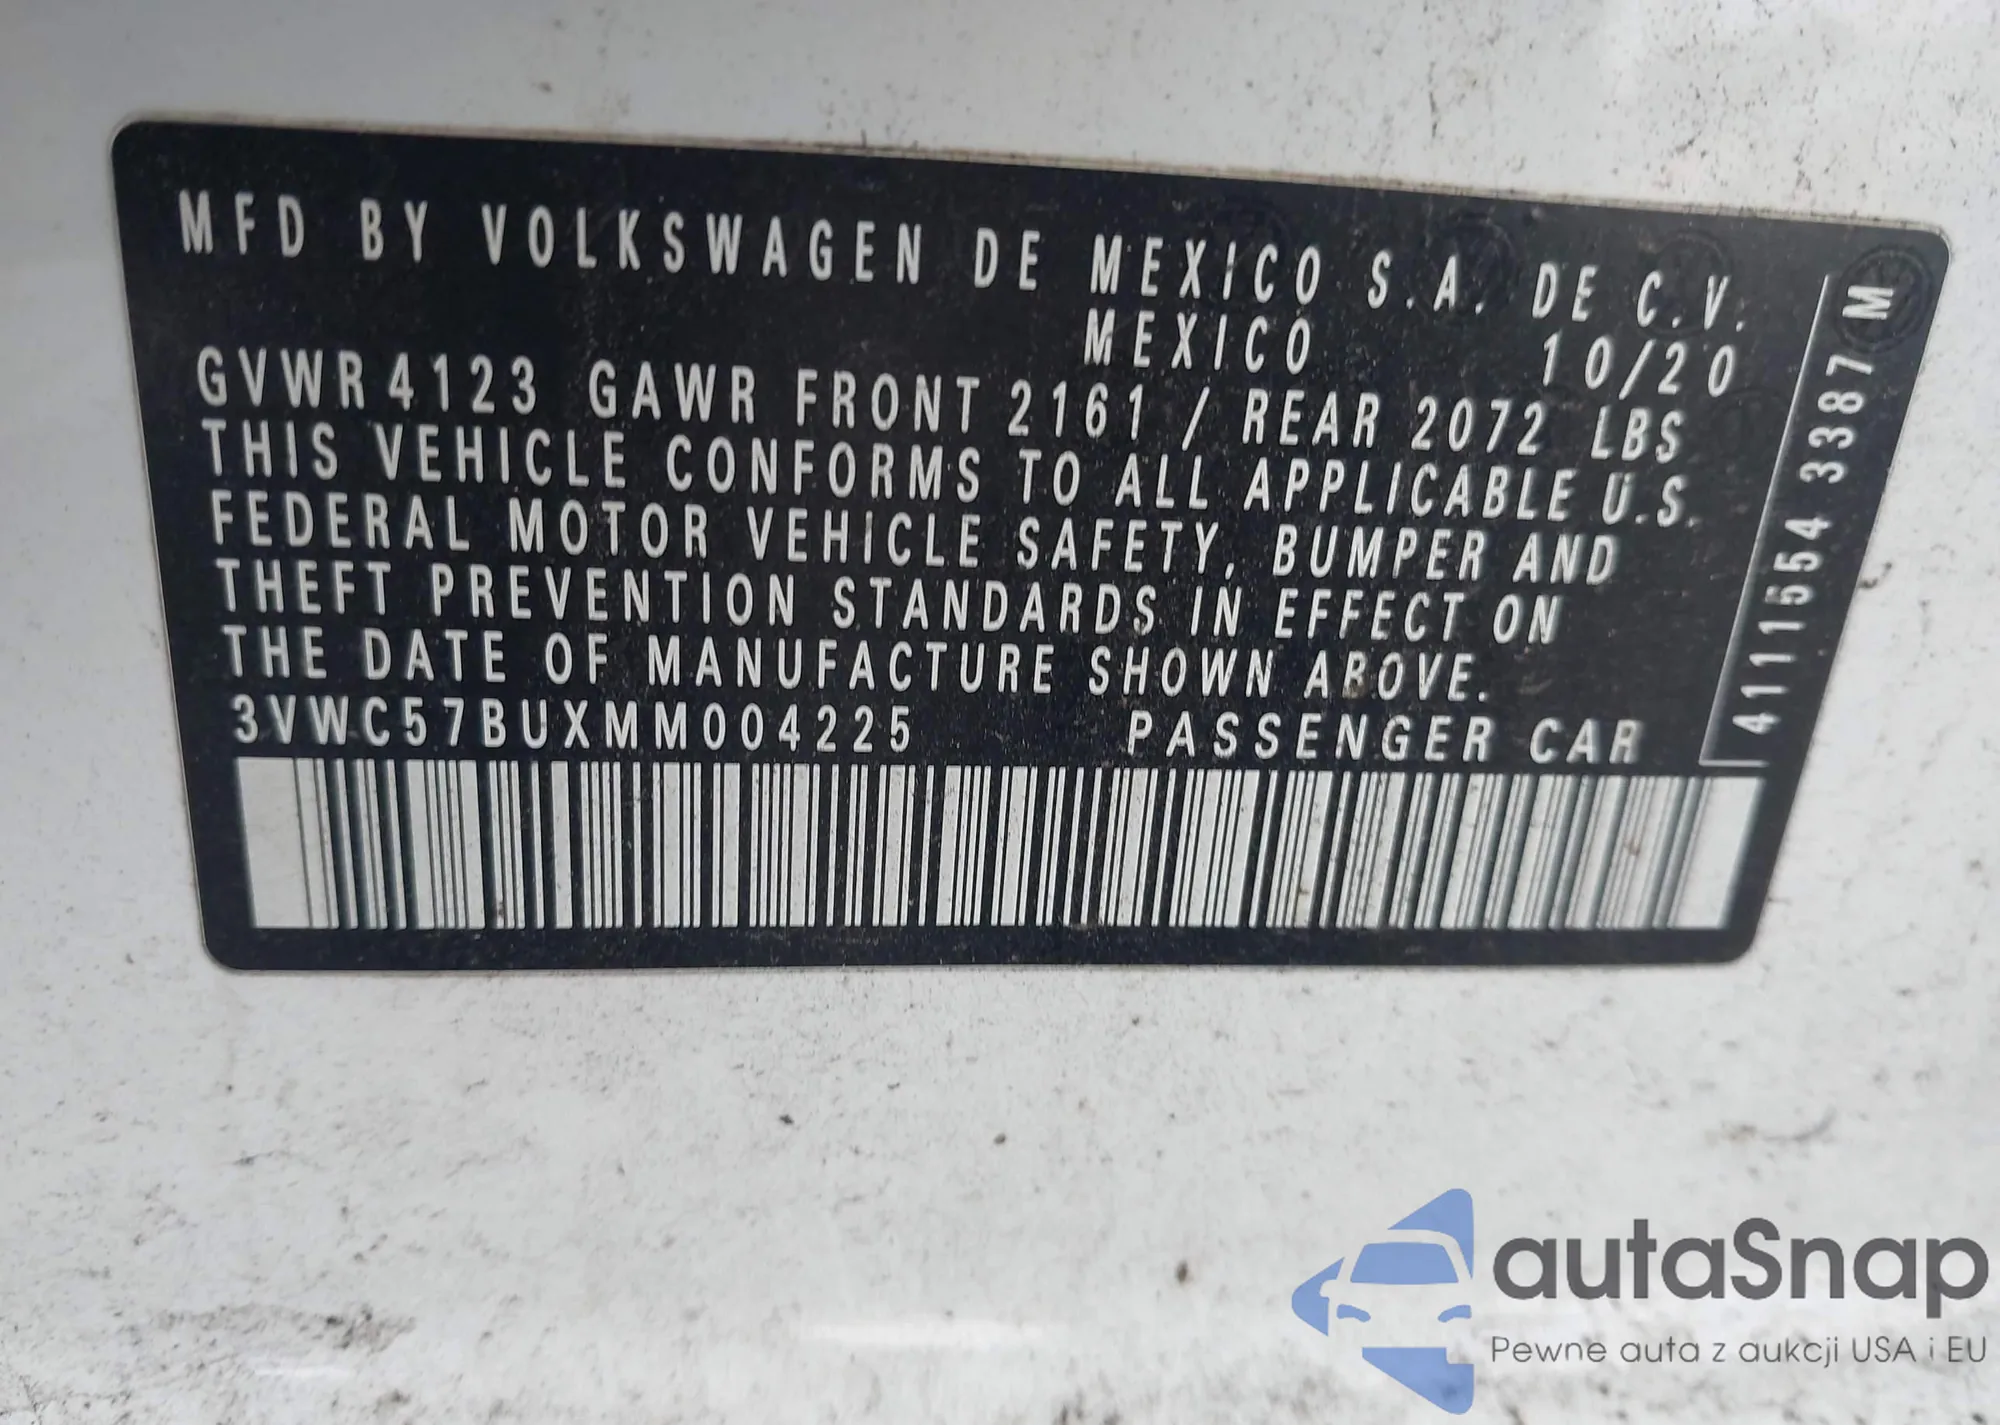 MFD BY VOLKSWAGEN DE MEXICO S.A. DE C.V.
MEXICO 10/20
GVWR 4123 GAWR FRONT 2161 / REAR 2072 LBS
THIS VEHICLE CONFORMS TO ALL APPLICABLE U.S.
FEDERAL MOTOR VEHICLE SAFETY, BUMPER AND
THEFT PREVENTION STANDARDS IN EFFECT ON
THE DATE OF MANUFACTURE SHOWN ABOVE.
3VWC57BUXMM004225 PASSENGER CAR
4111554 3387 M
autaSnap
Pewne auta z aukcji USA i EU